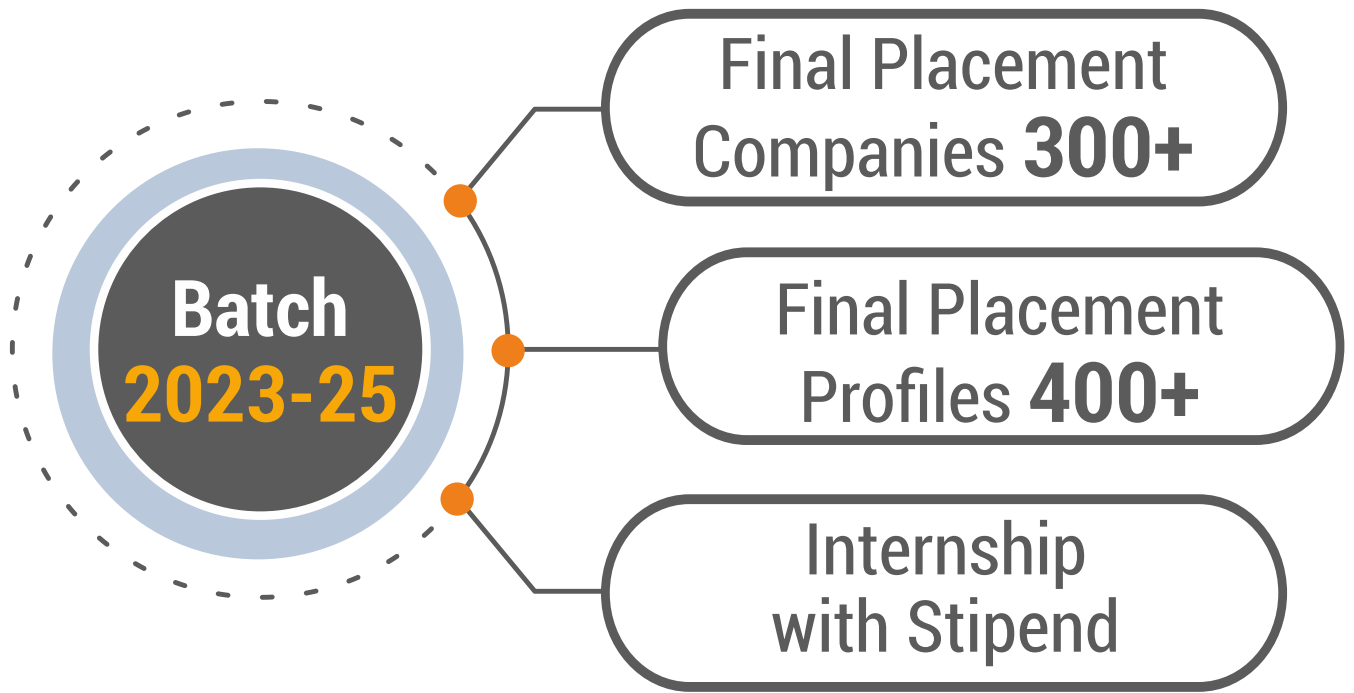 Batch
2023-25
Final Placement
Companies 300+
Final Placement
Profiles 400+
Internship
with Stipend